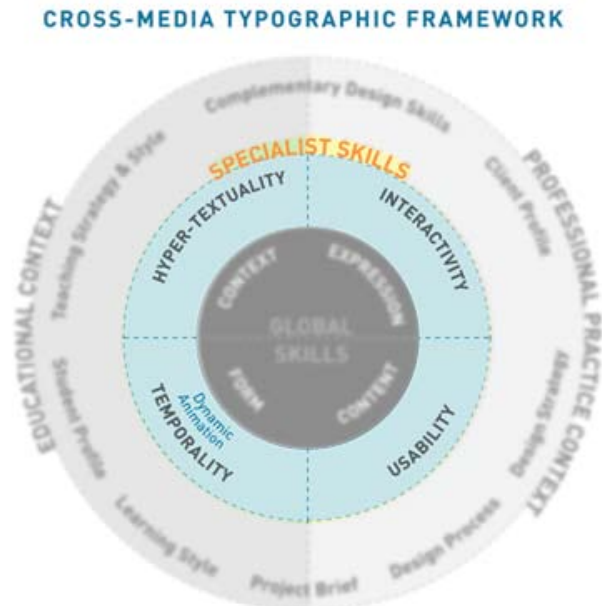 CROSS-MEDIA TYPOGRAPHIC FRAMEWORK
Complementary Design Skills
Teaching Strategy & Style
Client Profile
SPECIALIST SKILLS
HYPER-TEXTUALITY
INTERACTIVITY
EDUCATIONAL CONTEXT
PROFESSIONAL PRACTICE CONTEXT
CONTEXT
EXPRESSION
GLOBAL
SKILLS
FORM
CONTENT
Dynamic
Animation
TEMPORALITY
USABILITY
Student Profile
Design Strategy
Learning Style
Project Brief
Design Process